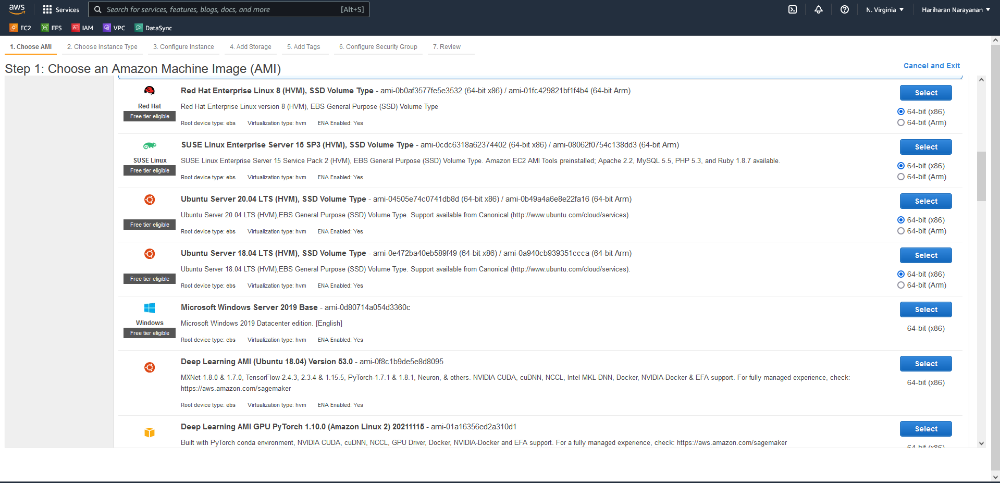 aws Services Search for services, features, blogs, docs, and more [Alt+S] N. Virginia Hariharan Narayanan
EC2 EFS IAM VPC DataSync
1. Choose AMI 2. Choose Instance Type 3. Configure Instance 4. Add Storage 5. Add Tags 6. Configure Security Group 7. Review
Step 1: Choose an Amazon Machine Image (AMI) Cancel and Exit
Red Hat Enterprise Linux 8 (HVM), SSD Volume Type - ami-0b0af3577fe5e3532 (64-bit x86) / ami-01fc429821bf1f4b4 (64-bit Arm) Select
Red Hat Red Hat Enterprise Linux version 8 (HVM), EBS General Purpose (SSD) Volume Type
64-bit (x86)
Free tier eligible
Root device type: ebs Virtualization type: hvm ENA Enabled: Yes 64-bit (Arm)
SUSE Linux Enterprise Server 15 SP3 (HVM), SSD Volume Type - ami-0cdc6318a62374402 (64-bit x86) / ami-08062f0754c138dd3 (64-bit Arm) Select
SUSE Linux SUSE Linux Enterprise Server 15 Service Pack 2 (HVM), EBS General Purpose (SSD) Volume Type. Amazon EC2 AMI Tools preinstalled; Apache 2.2, MySQL 5.5, PHP 5.3, and Ruby 1.8.7 available.
64-bit (x86)
Free tier eligible
Root device type: ebs Virtualization type: hvm ENA Enabled: Yes 64-bit (Arm)
Ubuntu Server 20.04 LTS (HVM), SSD Volume Type - ami-04505e74c0741db8d (64-bit x86) / ami-0b49a4a6e8e22fa16 (64-bit Arm) Select
Ubuntu Server 20.04 LTS (HVM),EBS General Purpose (SSD) Volume Type. Support available from Canonical (http://www.ubuntu.com/cloud/services).
64-bit (x86)
Free tier eligible
Root device type: ebs Virtualization type: hvm ENA Enabled: Yes 64-bit (Arm)
Ubuntu Server 18.04 LTS (HVM), SSD Volume Type - ami-0e472ba40eb589f49 (64-bit x86) / ami-0a940cb939351ccca (64-bit Arm) Select
Ubuntu Server 18.04 LTS (HVM),EBS General Purpose (SSD) Volume Type. Support available from Canonical (http://www.ubuntu.com/cloud/services).
64-bit (x86)
Free tier eligible
Root device type: ebs Virtualization type: hvm ENA Enabled: Yes 64-bit (Arm)
Microsoft Windows Server 2019 Base - ami-0d80714a054d3360c Select
Windows Microsoft Windows 2019 Datacenter edition. [English]
64-bit (x86)
Free tier eligible
Root device type: ebs Virtualization type: hvm ENA Enabled: Yes
Deep Learning AMI (Ubuntu 18.04) Version 53.0 - ami-0f8c1b9de5e8d8095 Select
MXNet-1.8.0 & 1.7.0, TensorFlow-2.4.3, 2.3.4 & 1.15.5, PyTorch-1.7.1 & 1.8.1, Neuron, & others. NVIDIA CUDA, cuDNN, NCCL, Intel MKL-DNN, Docker, NVIDIA-Docker & EFA support. For fully managed experience, check:
64-bit (x86)
https://aws.amazon.com/sagemaker
Root device type: ebs Virtualization type: hvm ENA Enabled: Yes
Deep Learning AMI GPU PyTorch 1.10.0 (Amazon Linux 2) 20211115 - ami-01a16356ed2a310d1 Select
Built with PyTorch conda environment, NVIDIA CUDA, cuDNN, NCCL, GPU Driver, Docker, NVIDIA-Docker and EFA support. For a fully managed experience, check: https://aws.amazon.com/sagemaker
64-bit (x86)